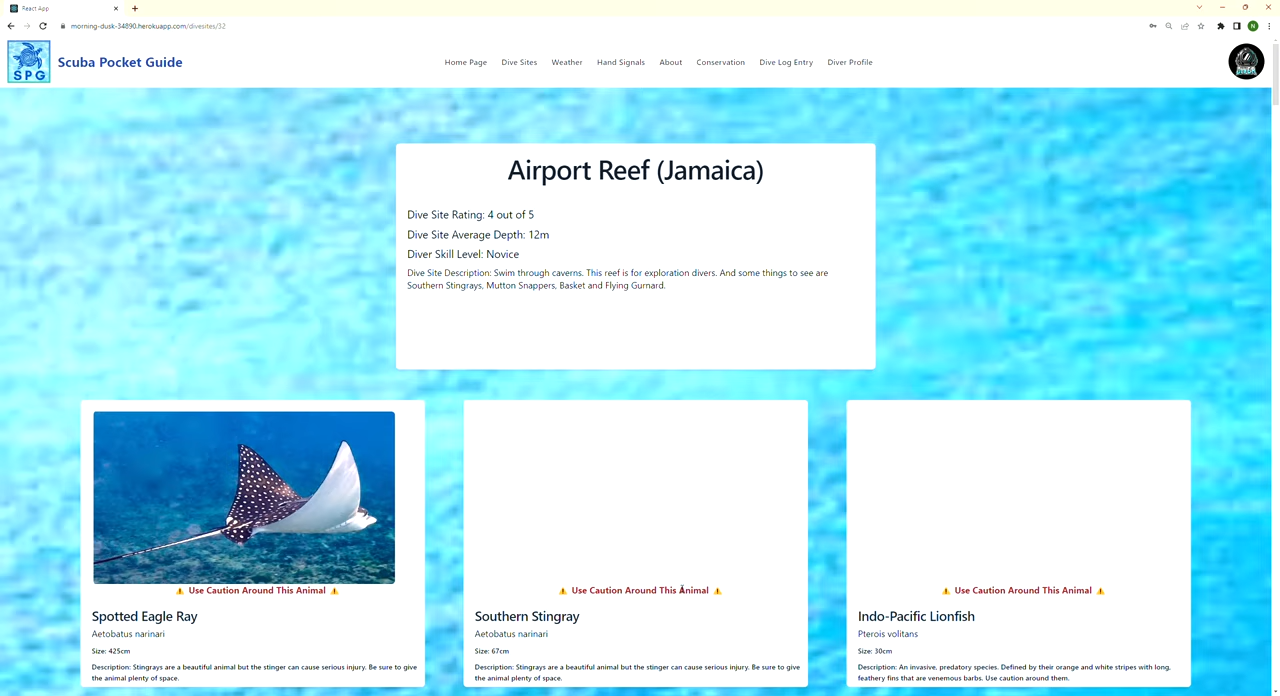 React App
morning-dusk-34890.herokuapp.com/divesites/32
N
SPG
Scuba Pocket Guide
Home Page
Dive Sites
Weather
Hand Signals
About
Conservation
Dive Log Entry
Diver Profile
Airport Reef (Jamaica)
Dive Site Rating: 4 out of 5
Dive Site Average Depth: 12m
Diver Skill Level: Novice
Dive Site Description: Swim through caverns. This reef is for exploration divers. And some things to see are
Southern Stingrays, Mutton Snappers, Basket and Flying Gurnard.
⚠️ Use Caution Around This Animal ⚠️
Spotted Eagle Ray
Aetobatus narinari
Size: 425cm
Description: Stingrays are a beautiful animal but the stinger can cause serious injury. Be sure to give
the animal plenty of space.
⚠️ Use Caution Around This Animal ⚠️
Southern Stingray
Aetobatus narinari
Size: 67cm
Description: Stingrays are a beautiful animal but the stinger can cause serious injury. Be sure to give
the animal plenty of space.
⚠️ Use Caution Around This Animal ⚠️
Indo-Pacific Lionfish
Pterois volitans
Size: 30cm
Description: An invasive, predatory species. Defined by their orange and white stripes with long,
feathery fins that are venomous barbs. Use caution around them.